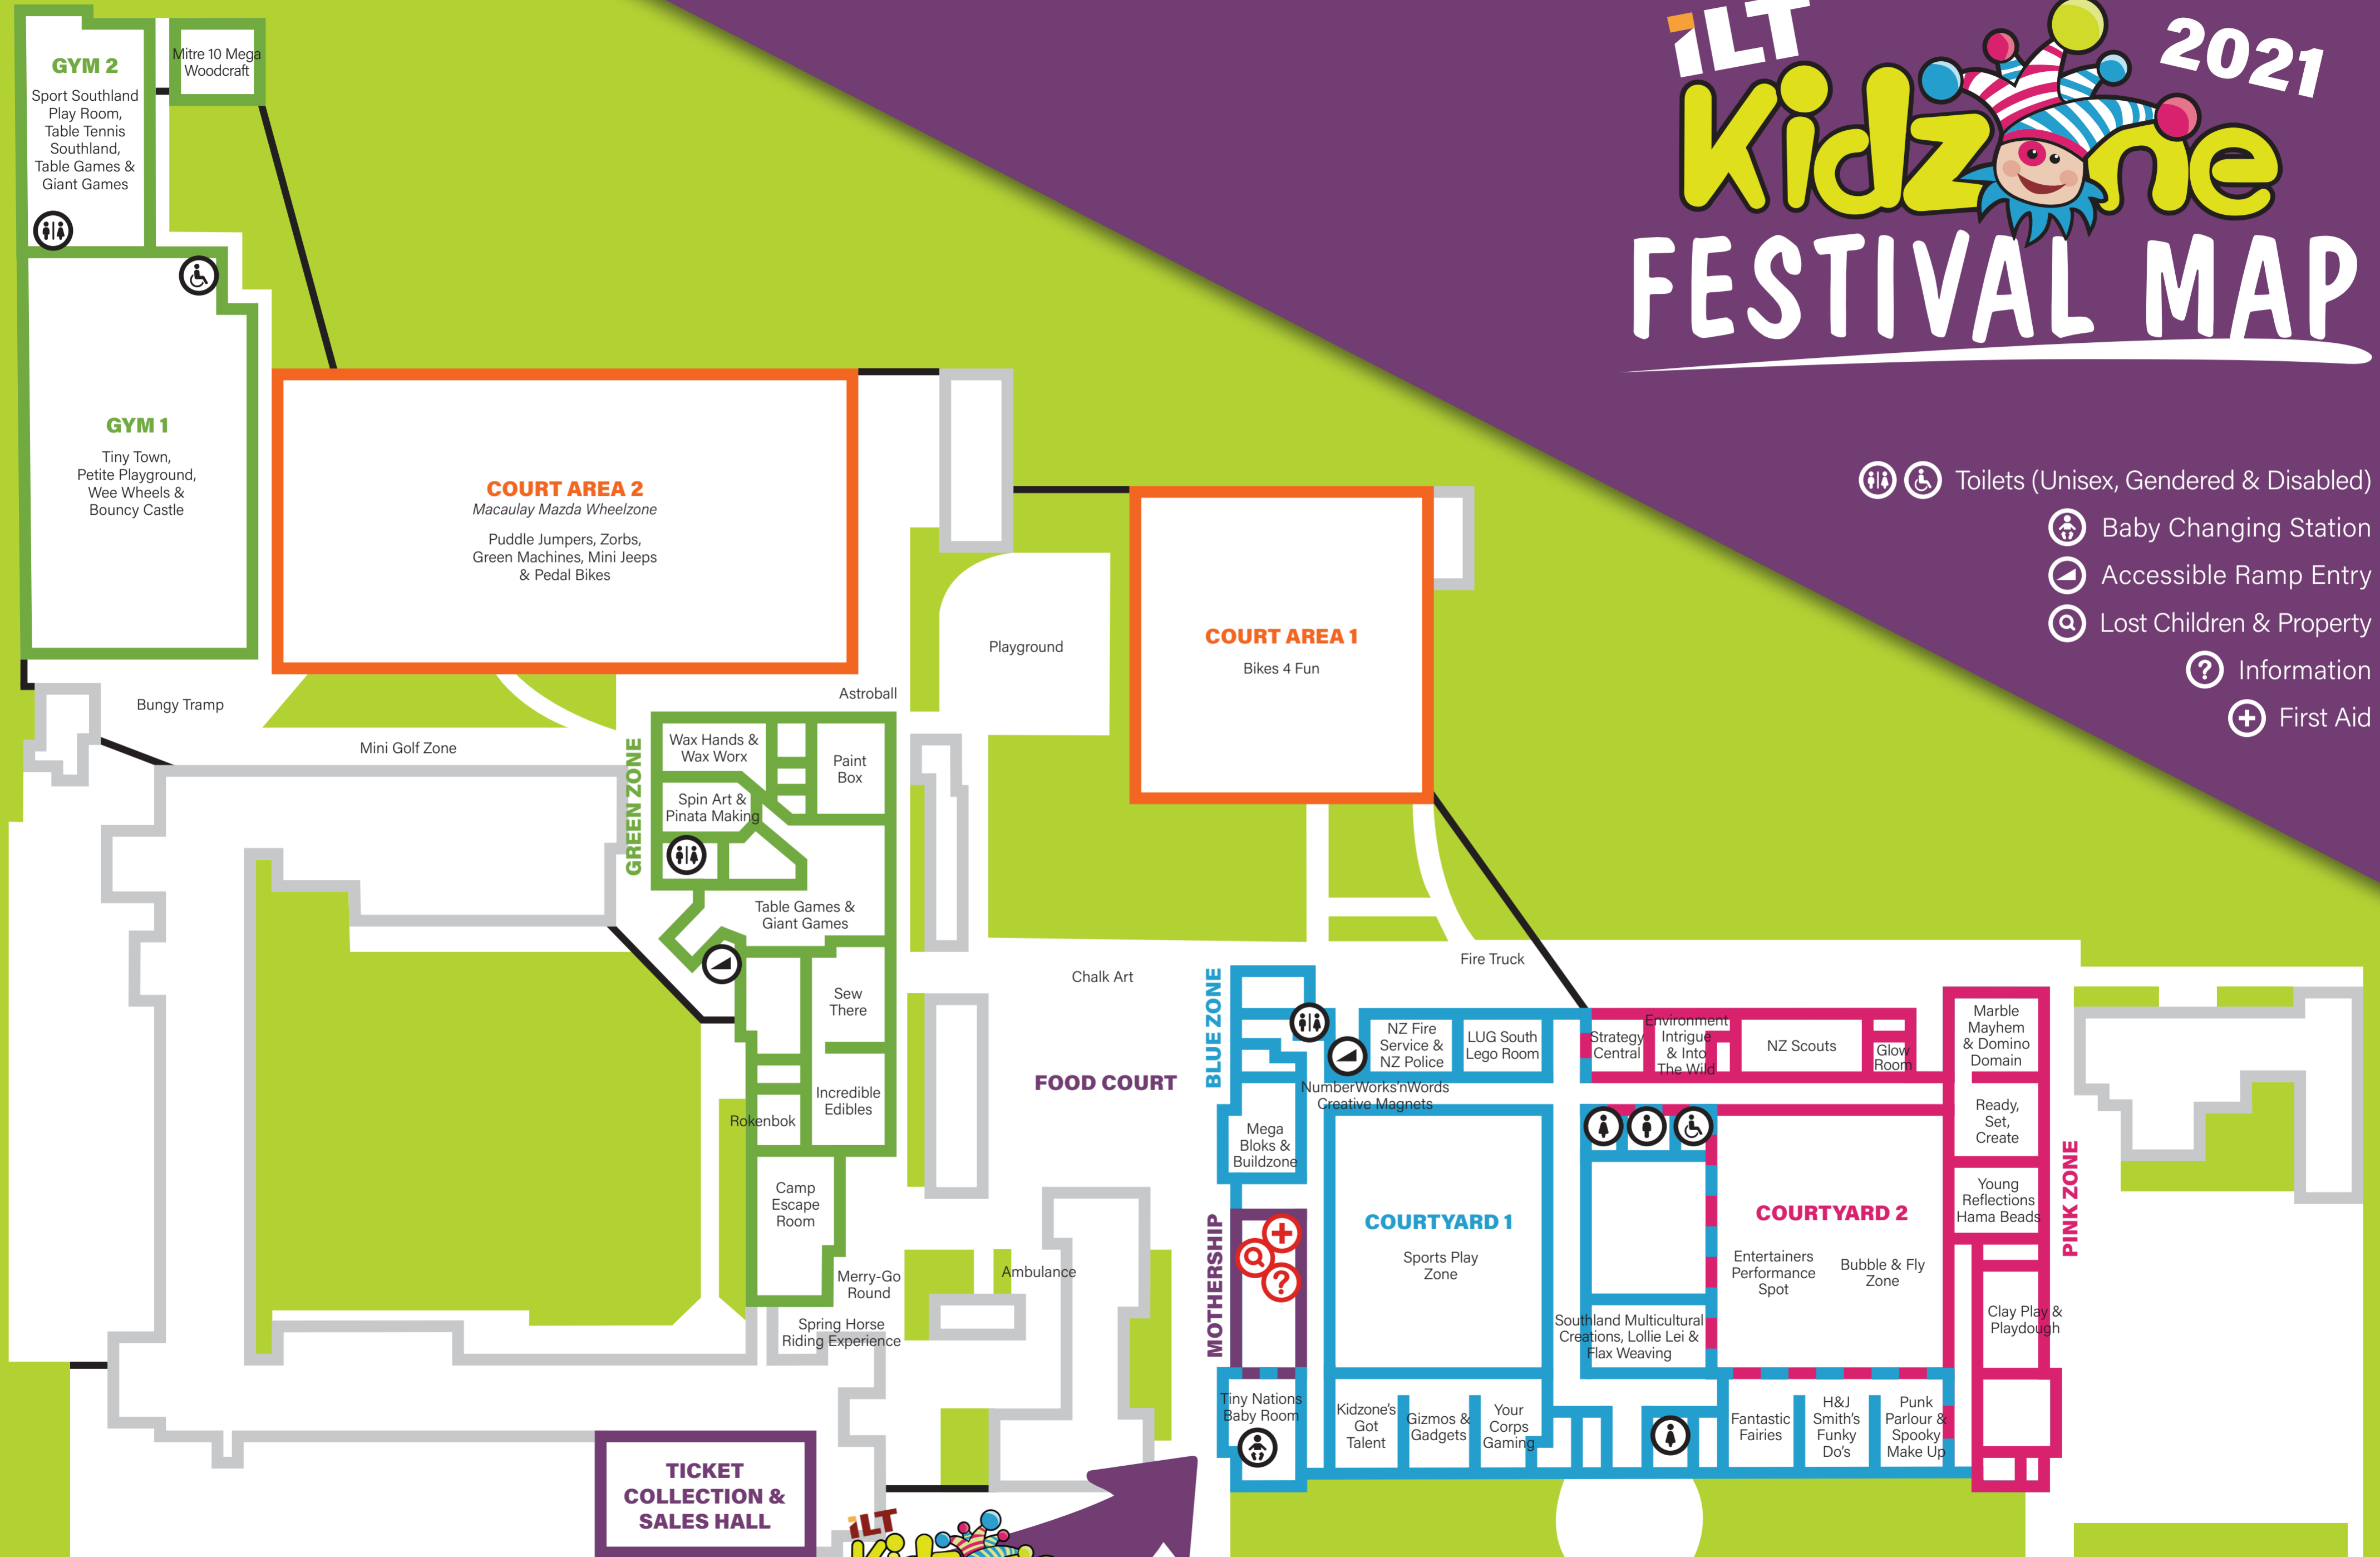 iLT
Kidzone
2021
FESTIVAL MAP
Toilets (Unisex, Gendered & Disabled)
Baby Changing Station
Accessible Ramp Entry
Lost Children & Property
? Information
First Aid
GYM 2
Sport Southland
Play Room,
Table Tennis
Southland,
Table Games &
Giant Games
Mitre 10 Mega
Woodcraft
GYM 1
Tiny Town,
Petite Playground,
Wee Wheels &
Bouncy Castle
COURT AREA 2
Macaulay Mazda Wheelzone
Puddle Jumpers, Zorbs,
Green Machines, Mini Jeeps
& Pedal Bikes
Playground
COURT AREA 1
Bikes 4 Fun
Astroball
Bungy Tramp
Mini Golf Zone
GREEN ZONE
Wax Hands &
Wax Worx
Paint
Box
Spin Art &
Pinata Making
Table Games &
Giant Games
Sew
There
Incredible
Edibles
Rokenbok
Camp
Escape
Room
Merry-Go
Round
Spring Horse
Riding Experience
Ambulance
Chalk Art
FOOD COURT
Fire Truck
BLUE ZONE
NZ Fire
Service &
NZ Police
LUG South
Lego Room
NumberWorks'nWords
Creative Magnets
Mega
Bloks &
Buildzone
MOTHERSHIP
?
Tiny Nations
Baby Room
COURTYARD 1
Sports Play
Zone
Kidzone's
Got
Talent
Gizmos &
Gadgets
Your
Corps
Gaming
Strategy
Central
Environment
Intrigue
& Into
The Wild
NZ Scouts
Glow
Room
Marble
Mayhem
& Domino
Domain
Ready,
Set,
Create
Young
Reflections
Hama Beads
PINK ZONE
Clay Play &
Playdough
COURTYARD 2
Entertainers
Performance
Spot
Bubble & Fly
Zone
Southland Multicultural
Creations, Lollie Lei &
Flax Weaving
Fantastic
Fairies
H&J
Smith's
Funky
Do's
Punk
Parlour &
Spooky
Make Up
TICKET
COLLECTION &
SALES HALL
iLT
Kidzone